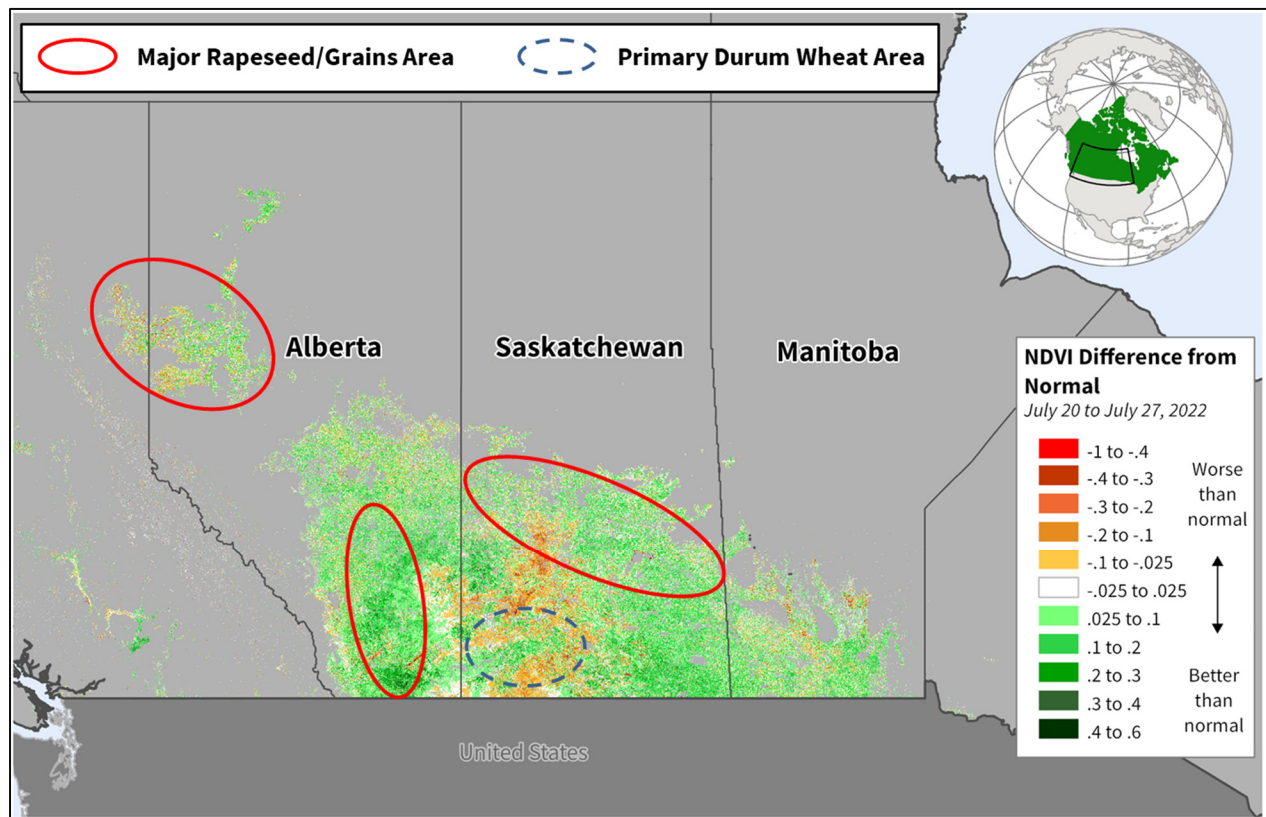 Major Rapeseed/Grains Area
Primary Durum Wheat Area
Alberta
Saskatchewan
Manitoba
United States
NDVI Difference from
Normal
July 20 to July 27, 2022
-1 to -.4
-.4 to -.3
-.3 to -.2
-.2 to -.1
-.1 to -.025
-.025 to .025
.025 to .1
.1 to .2
.2 to .3
.3 to .4
.4 to .6
Worse
than
normal
Better
than
normal